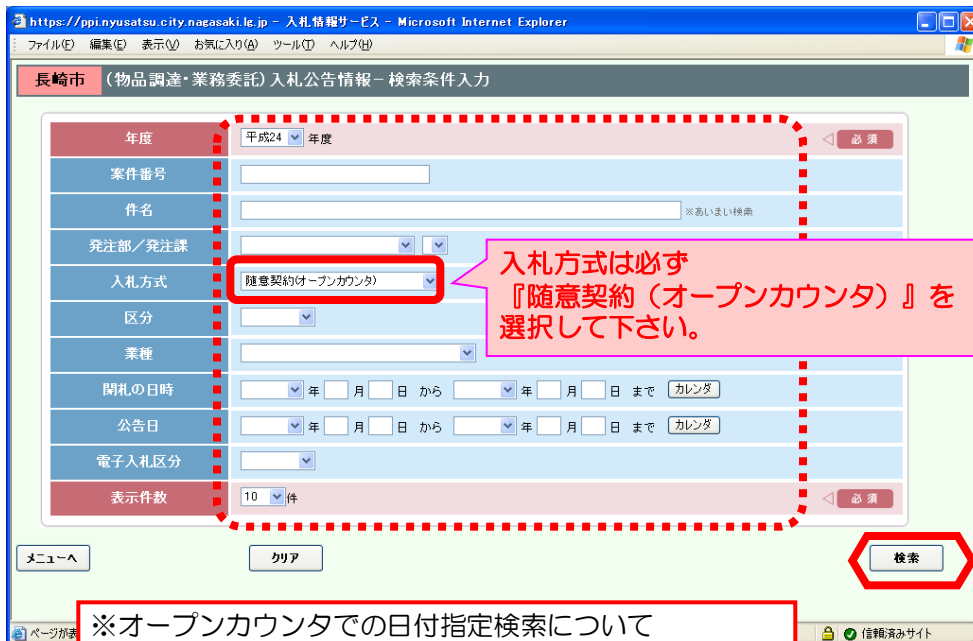 https://ppi.nyusatsu.city.nagasaki.lg.jp - 入札情報サービス - Microsoft Internet Explorer
ファイル(F) 編集(E) 表示(V) お気に入り(A) ツール(T) ヘルプ(H)
長崎市 (物品調達・業務委託) 入札公告情報－検索条件入力
年度 平成24 年度 必須
案件番号
件名 ※あいまい検索
発注部／発注課
入札方式 随意契約(オープンカウンタ)
入札方式は必ず
『随意契約（オープンカウンタ）』を
選択して下さい。
区分
業種
開札の日時 年 月 日 から 年 月 日 まで カレンダ
公告日 年 月 日 から 年 月 日 まで カレンダ
電子入札区分
表示件数 10 件 必須
メニューへ クリア 検索
※オープンカウンタでの日付指定検索について
ページが表 信頼済みサイト